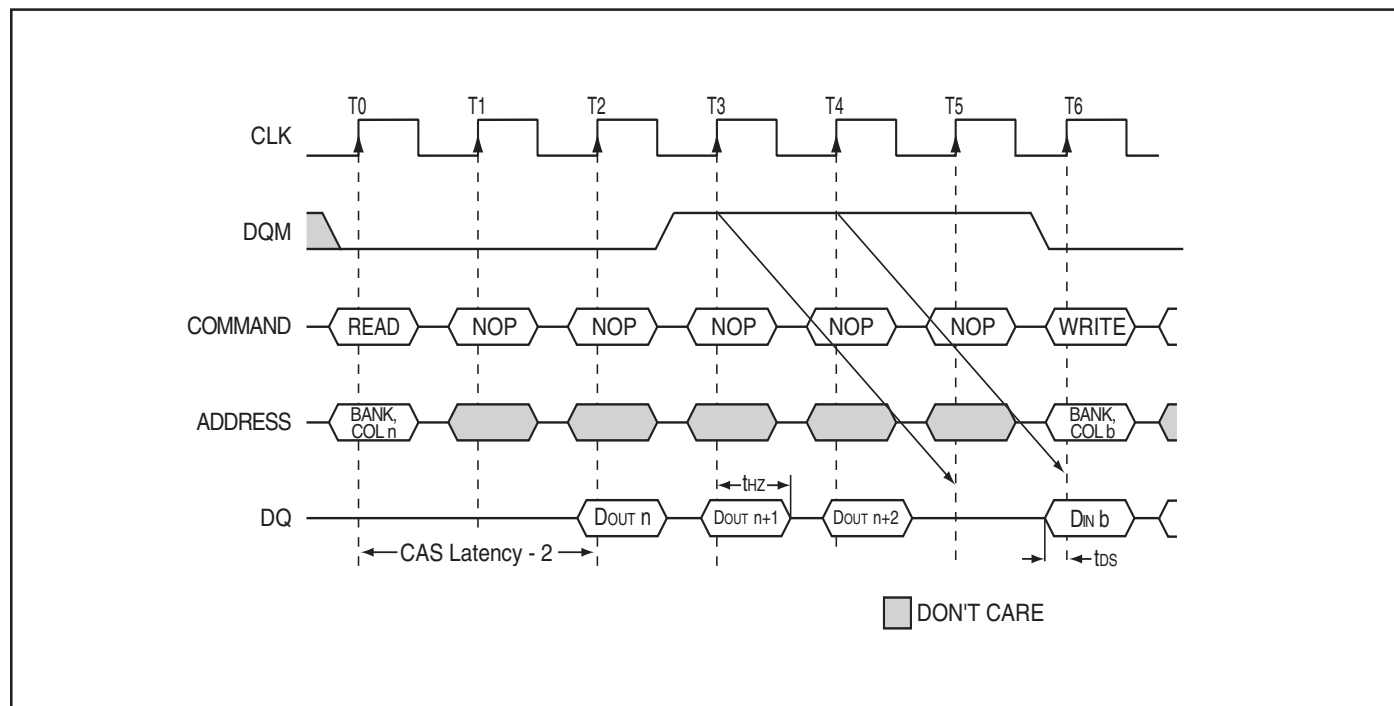 T0 T1 T2 T3 T4 T5 T6
CLK
DQM
COMMAND READ NOP NOP NOP NOP NOP WRITE
ADDRESS BANK, COL n BANK, COL b
tHZ
DQ DOUT n DOUT n+1 DOUT n+2 DIN b
CAS Latency - 2 tDS
DON'T CARE